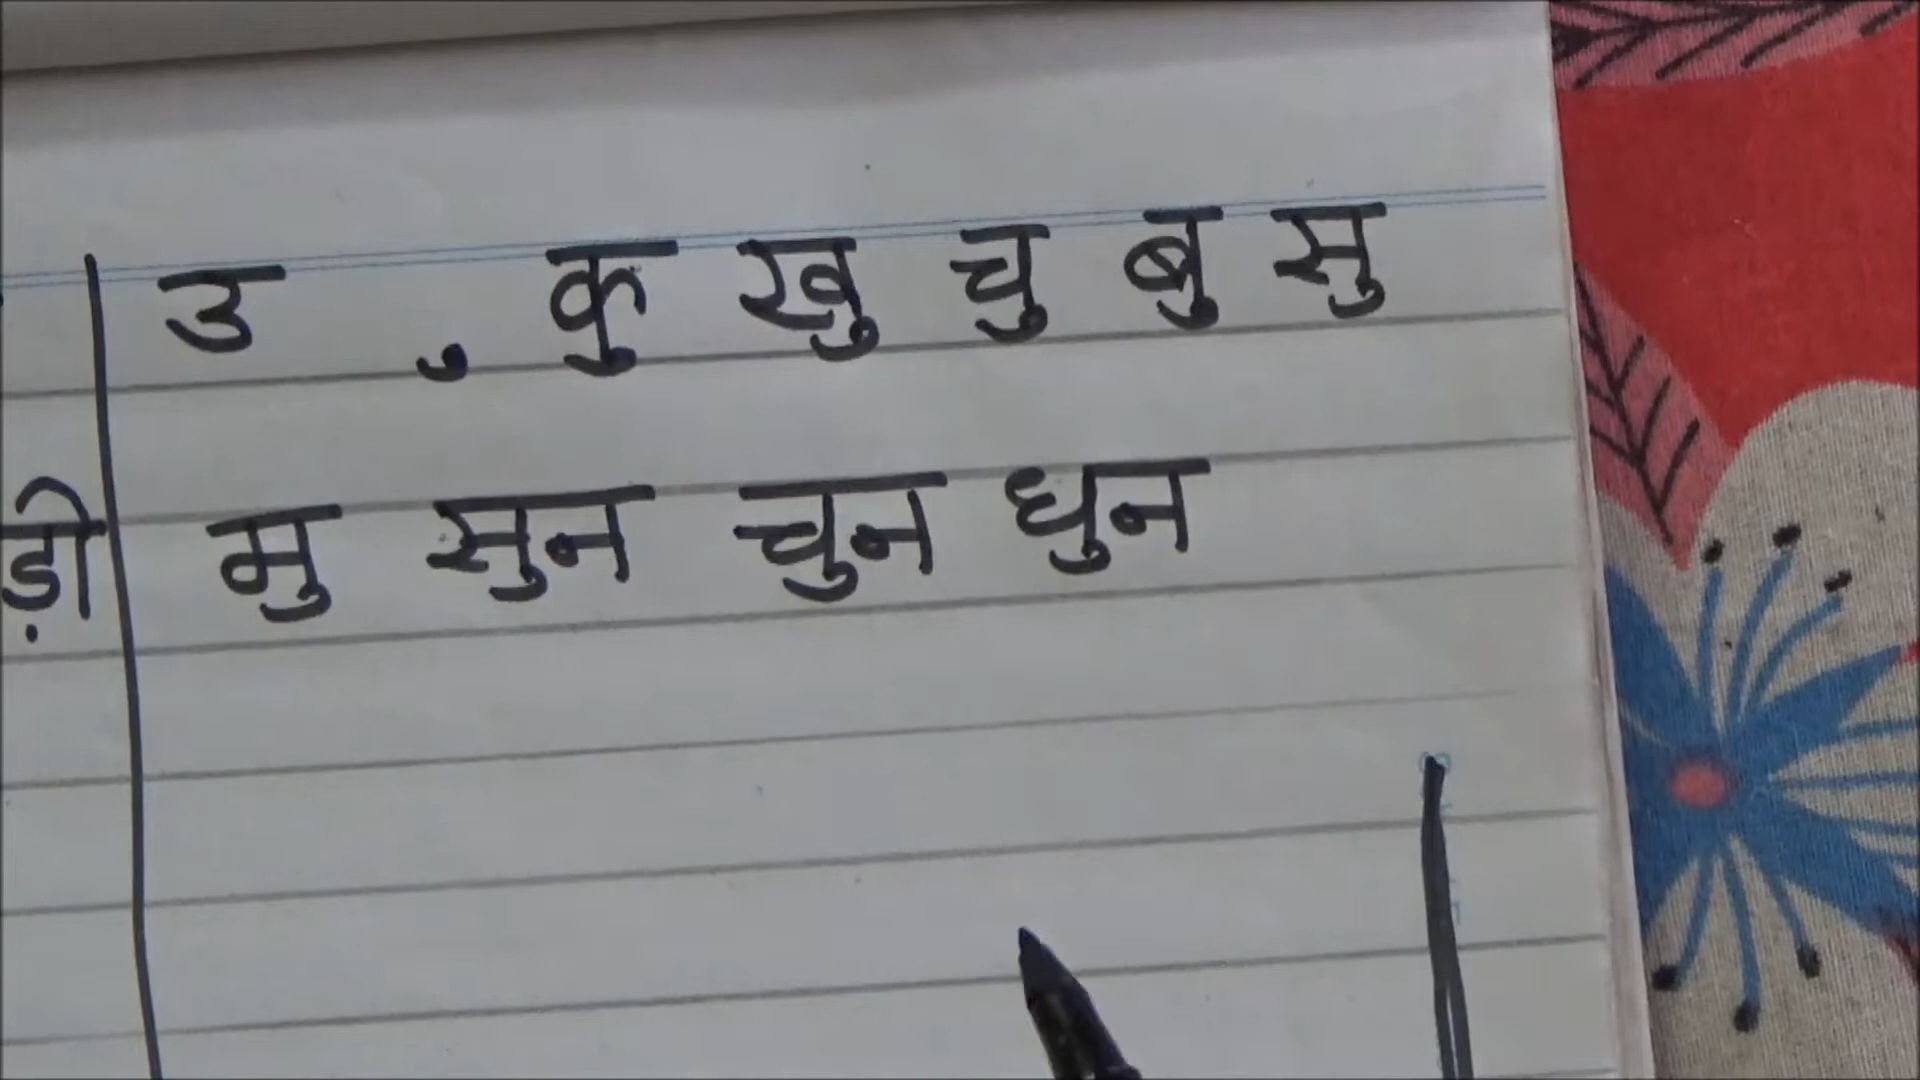 उ ु कु खु चु बु सु
ड़ी मु सुन चुन धुन